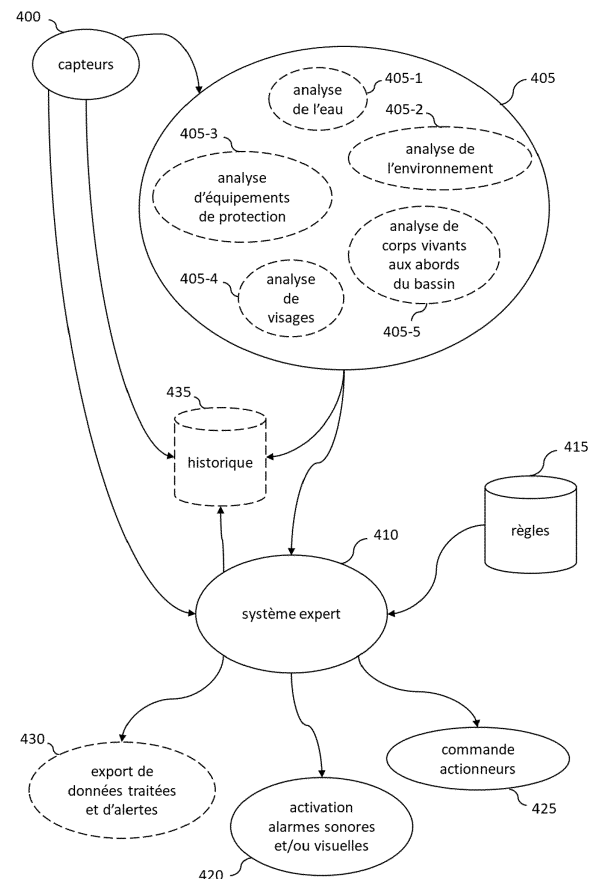 400
capteurs
405
405-1
analyse
de l'eau
405-2
analyse de
l'environnement
405-3
analyse
d'équipements
de protection
analyse de
corps vivants
aux abords
du bassin
405-4
analyse
de
visages
405-5
435
historique
415
règles
410
système expert
430
export de
données traitées
et d'alertes
commande
actionneurs
425
activation
alarmes sonores
et/ou visuelles
420